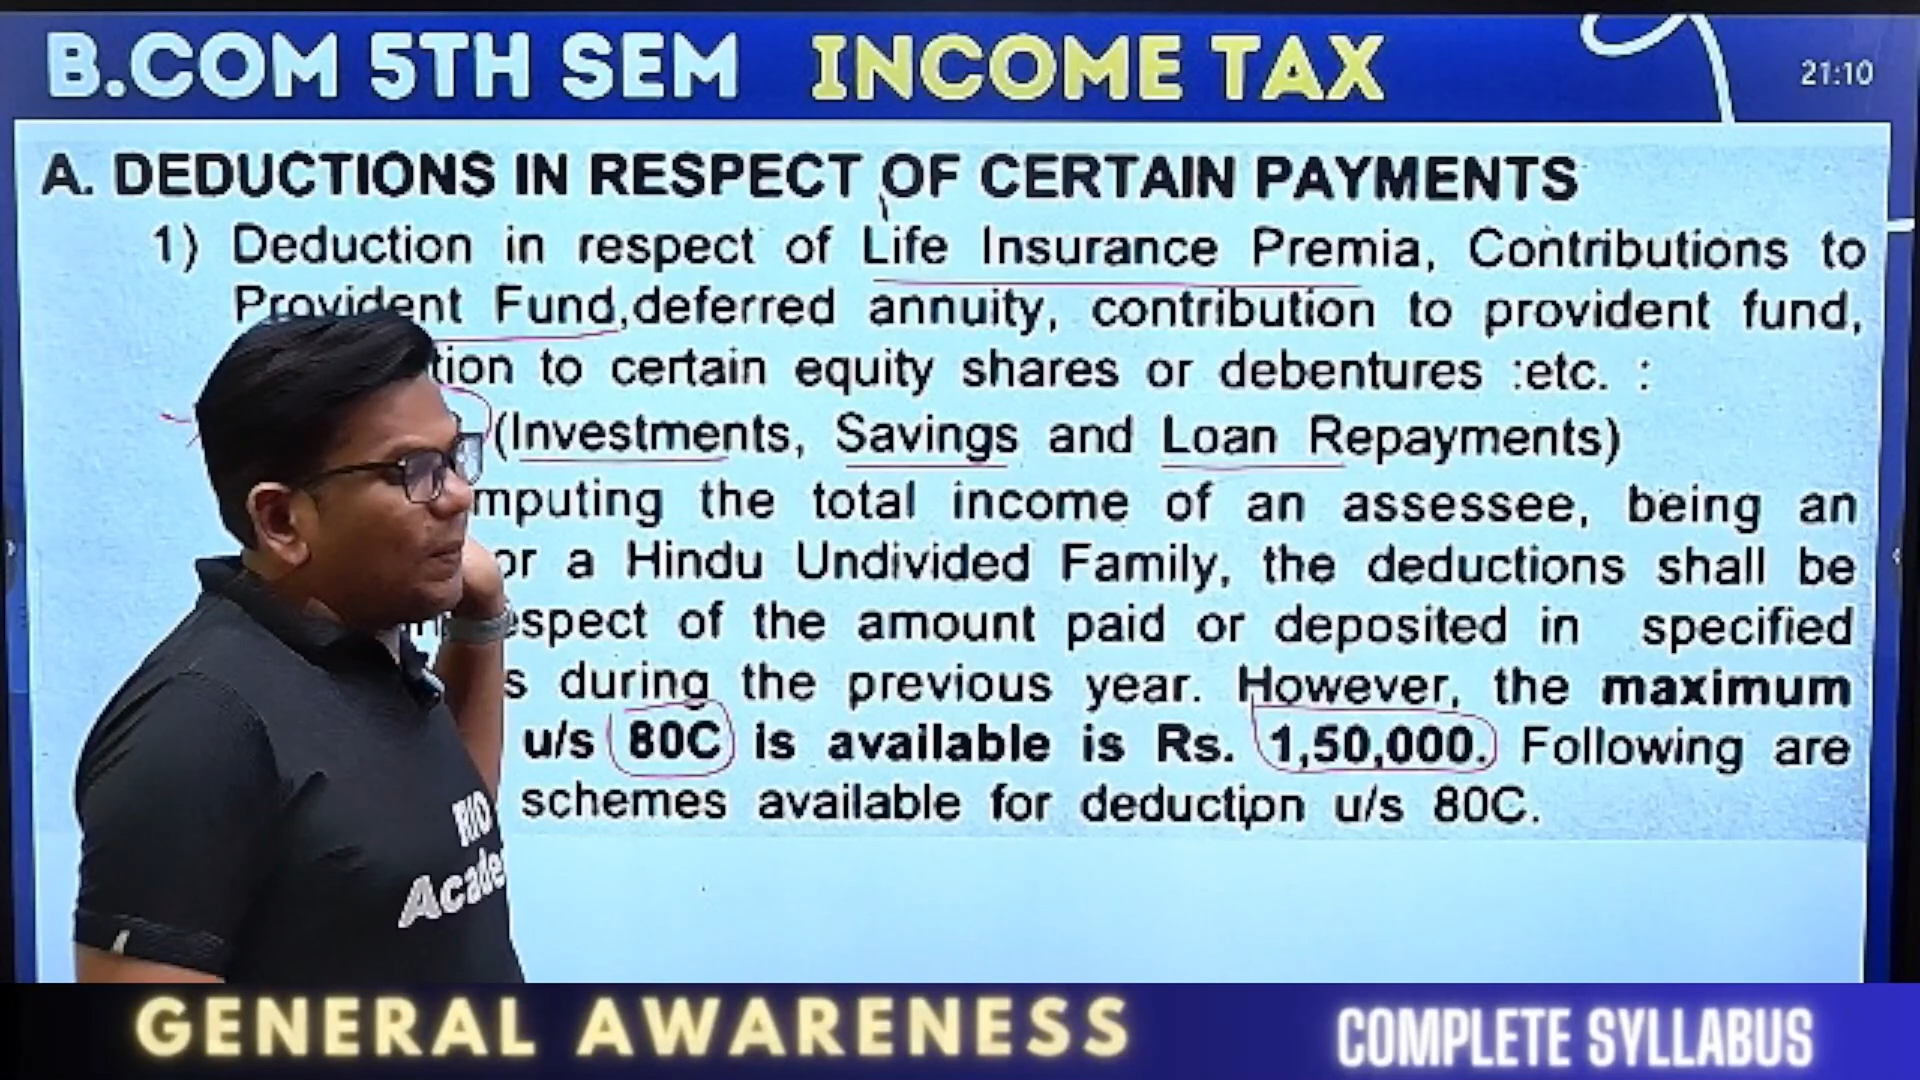 B.COM 5TH SEM INCOME TAX
21:10
A. DEDUCTIONS IN RESPECT OF CERTAIN PAYMENTS
1) Deduction in respect of Life Insurance Premia, Contributions to
Provident Fund, deferred annuity, contribution to provident fund,
tion to certain equity shares or debentures :etc. :
(Investments, Savings and Loan Repayments)
mputing the total income of an assessee, being an
or a Hindu Undivided Family, the deductions shall be
espect of the amount paid or deposited in specified
s during the previous year. However, the maximum
u/s 80C is available is Rs. 1,50,000. Following are
schemes available for deduction u/s 80C.
RIO
Acade
GENERAL AWARENESS
COMPLETE SYLLABUS